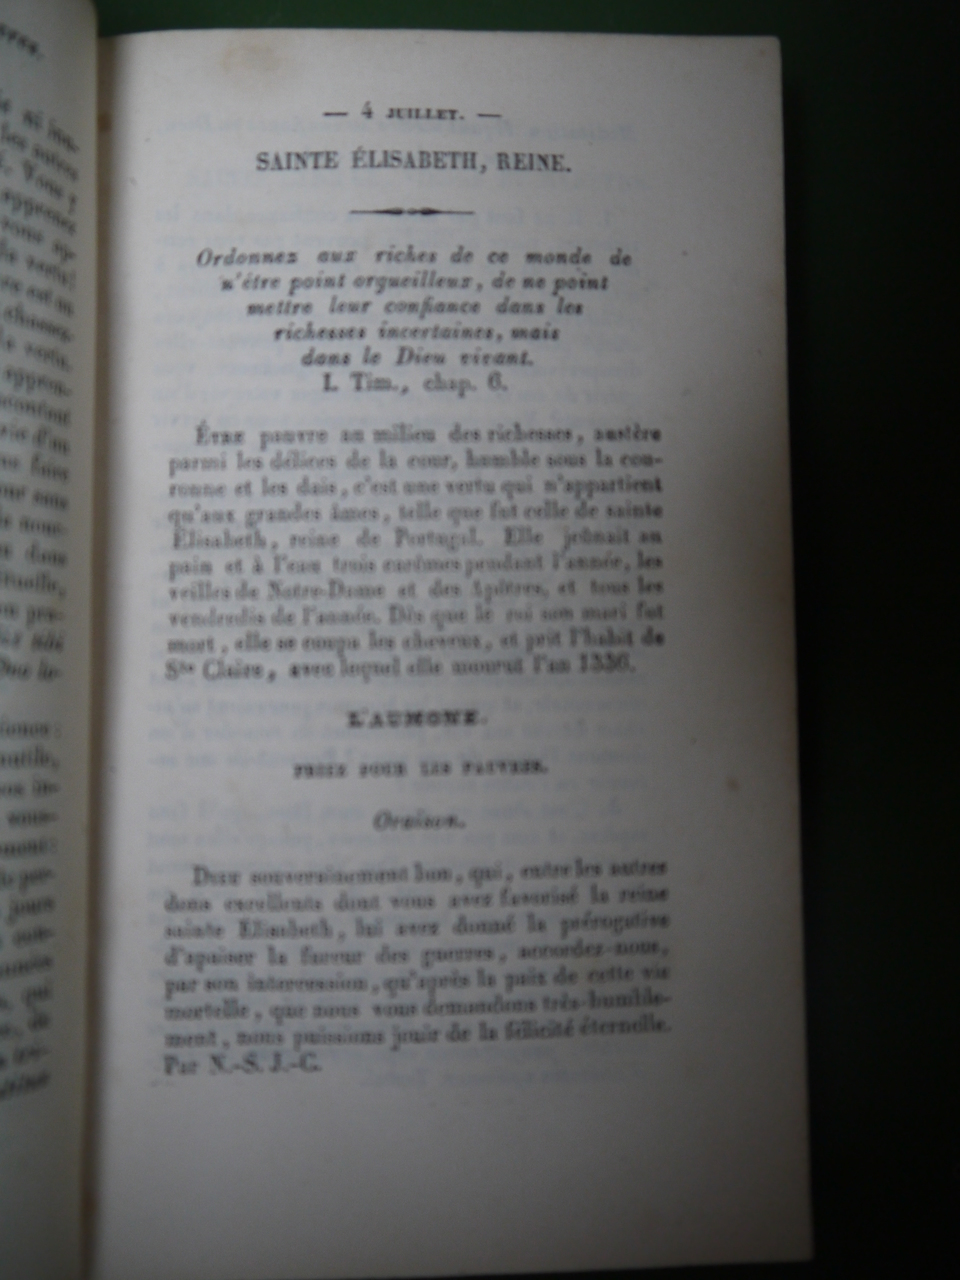 — 4 JUILLET. —
SAINTE ÉLISABETH, REINE.
Ordonnez aux riches de ce monde de
n'être point orgueilleux, de ne point
mettre leur confiance dans les
richesses incertaines, mais
dans le Dieu vivant.
I. Tim., chap. 6.
ÊTRE pauvre au milieu des richesses, austère
parmi les délices de la cour, humble sous la cou-
ronne et les dais, c'est une vertu qui n'appartient
qu'aux grandes âmes, telle que fut celle de sainte
Élisabeth, reine de Portugal. Elle jeûnait au
pain et à l'eau trois carêmes pendant l'année, les
veilles de Notre-Dame et des Apôtres, et tous les
vendredis de l'année. Dès que le roi son mari fut
mort, elle se coupa les cheveux, et prit l'habit de
Ste Claire, avec lequel elle mourut l'an 1336.
L'AUMONE.
PRIEZ POUR LES PAUVRES.
Oraison.
DIEU souverainement bon, qui, entre les autres
dons excellents dont vous avez favorisé la reine
sainte Élisabeth, lui avez donné la prérogative
d'apaiser la fureur des guerres, accordez-nous,
par son intercession, qu'après la paix de cette vie
mortelle, que nous vous demandons très-humble-
ment, nous puissions jouir de la félicité éternelle.
Par N.-S. J.-C.